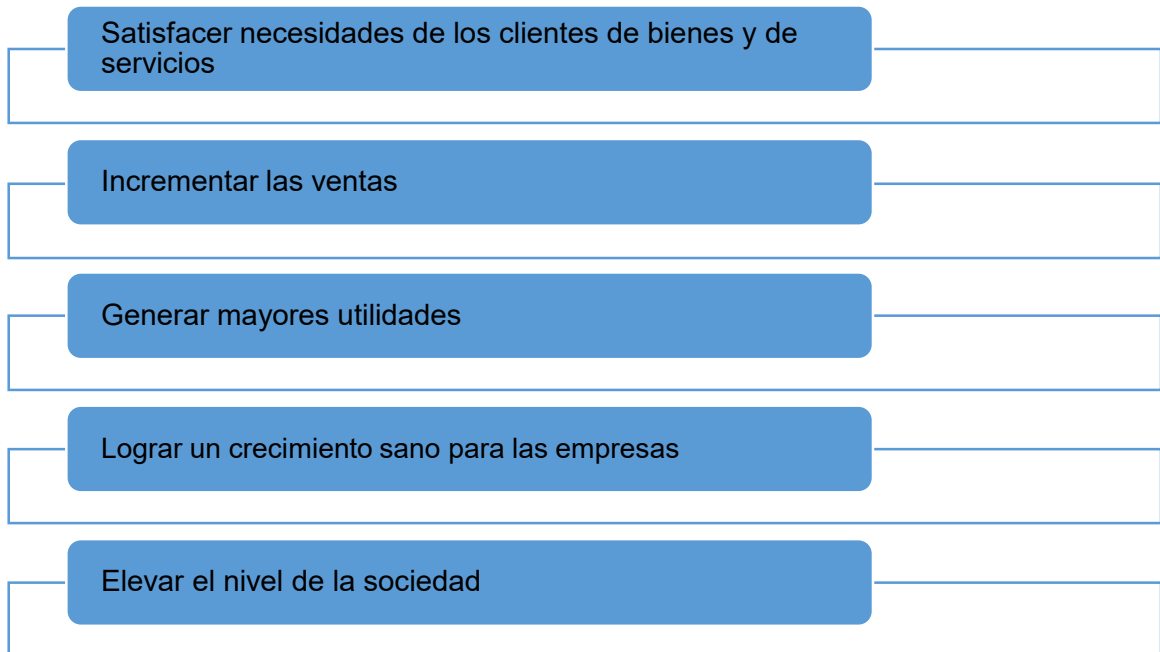 Satisfacer necesidades de los clientes de bienes y de
servicios
Incrementar las ventas
Generar mayores utilidades
Lograr un crecimiento sano para las empresas
Elevar el nivel de la sociedad